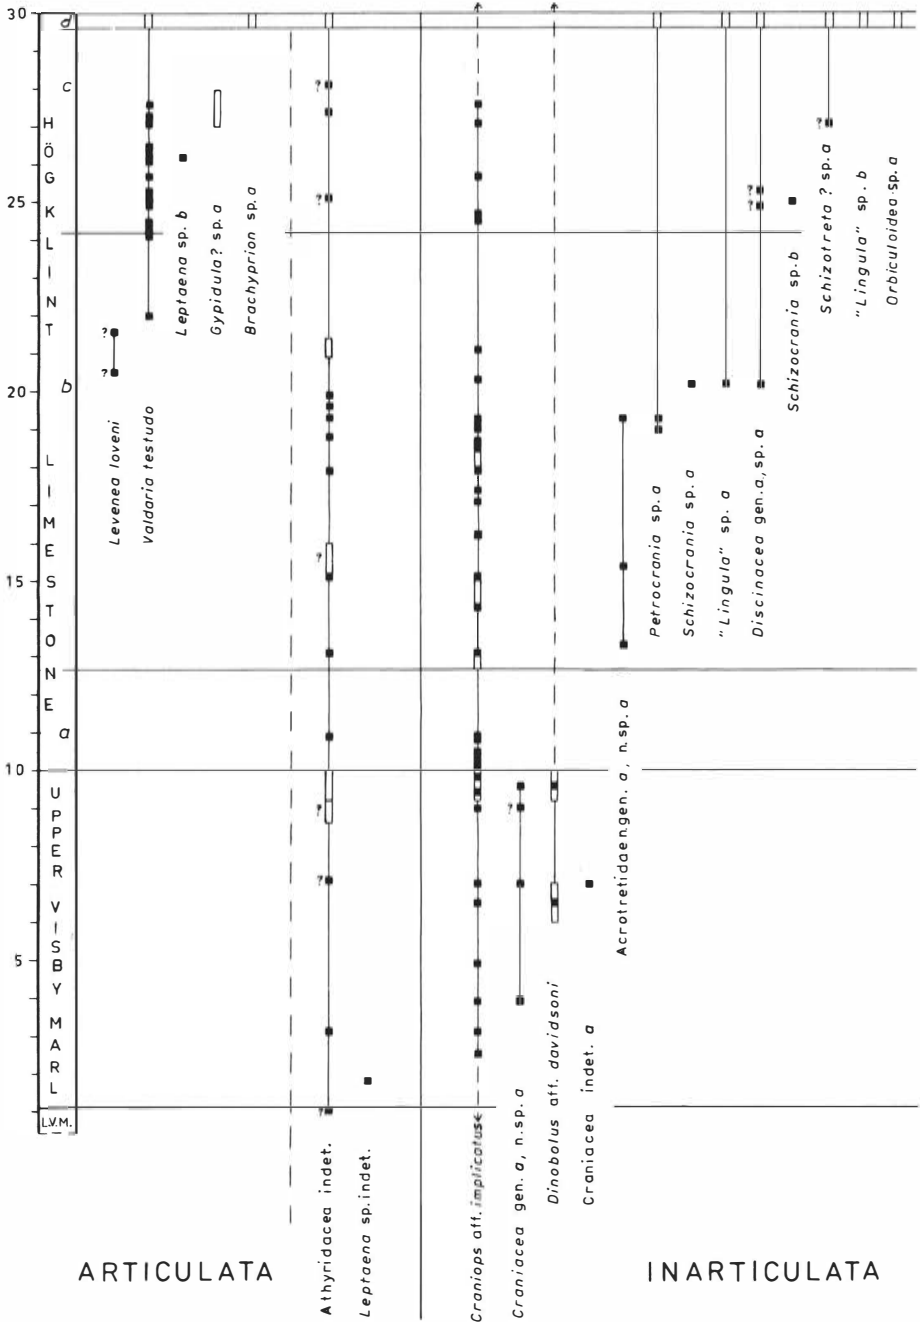 30
25
20
15
10
5
d
c
b
a
HÖGKLINT LIMESTONE
UPPER VISBY MARL
L.V.M.
?
?
Levenea loveni
Valdaria testudo
Leptaena sp. b
Gypidula? sp. a
Brachyprion sp. a
?
?
?
?
?
?
Athyridacea indet.
Leptaena sp. indet.
Craniops aff. implicatus
?
Craniacea gen. a, n.sp. a
Dinobolus aff. davidsoni
Craniacea indet. a
Acrotretidaen.gen. a, n.sp. a
Petrocrania sp. a
Schizocrania sp. a
"Lingula" sp. a
?
?
Discinacea gen.a, sp. a
Schizocrania sp. b
?
Schizotreta ? sp. a
"Lingula" sp. b
Orbiculoidea sp. a
ARTICULATA
INARTICULATA